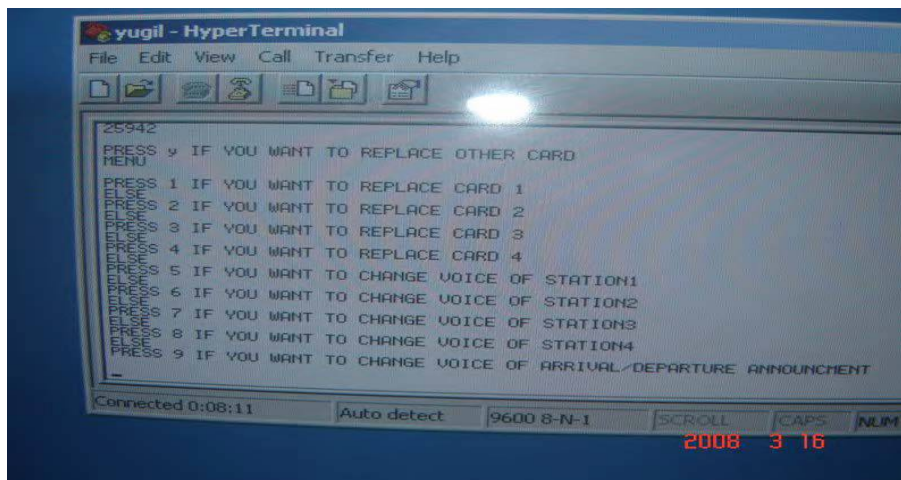 yugil - HyperTerminal
File Edit View Call Transfer Help
25942
PRESS y IF YOU WANT TO REPLACE OTHER CARD
MENU
PRESS 1 IF YOU WANT TO REPLACE CARD 1
ELSE
PRESS 2 IF YOU WANT TO REPLACE CARD 2
ELSE
PRESS 3 IF YOU WANT TO REPLACE CARD 3
ELSE
PRESS 4 IF YOU WANT TO REPLACE CARD 4
ELSE
PRESS 5 IF YOU WANT TO CHANGE VOICE OF STATION1
ELSE
PRESS 6 IF YOU WANT TO CHANGE VOICE OF STATION2
ELSE
PRESS 7 IF YOU WANT TO CHANGE VOICE OF STATION3
ELSE
PRESS 8 IF YOU WANT TO CHANGE VOICE OF STATION4
ELSE
PRESS 9 IF YOU WANT TO CHANGE VOICE OF ARRIVAL/DEPARTURE ANNOUNCMENT
Connected 0:08:11 Auto detect 9600 8-N-1 SCROLL CAPS NUM
2008 3 16